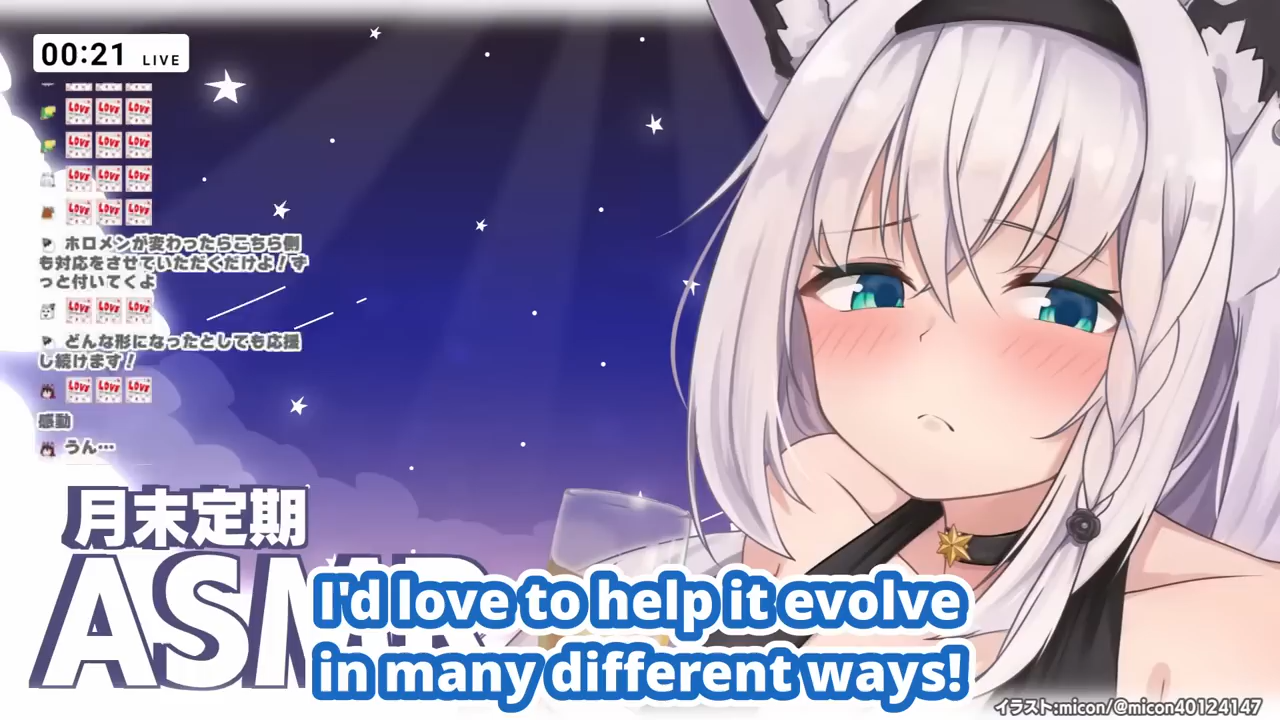 00:21 LIVE
LOVE LOVE LOVE
LOVE LOVE LOVE
LOVE LOVE LOVE
LOVE LOVE LOVE
ホロメンが変わったらこちら側
も対応をさせていただくだけよ！ず
っと付いてくよ
LOVE LOVE LOVE
どんな形になったとしても応援
し続けます！
LOVE LOVE LOVE
感動
うん…
月末定期
ASMR
I'd love to help it evolve
in many different ways!
イラスト:micon/@micon40124147